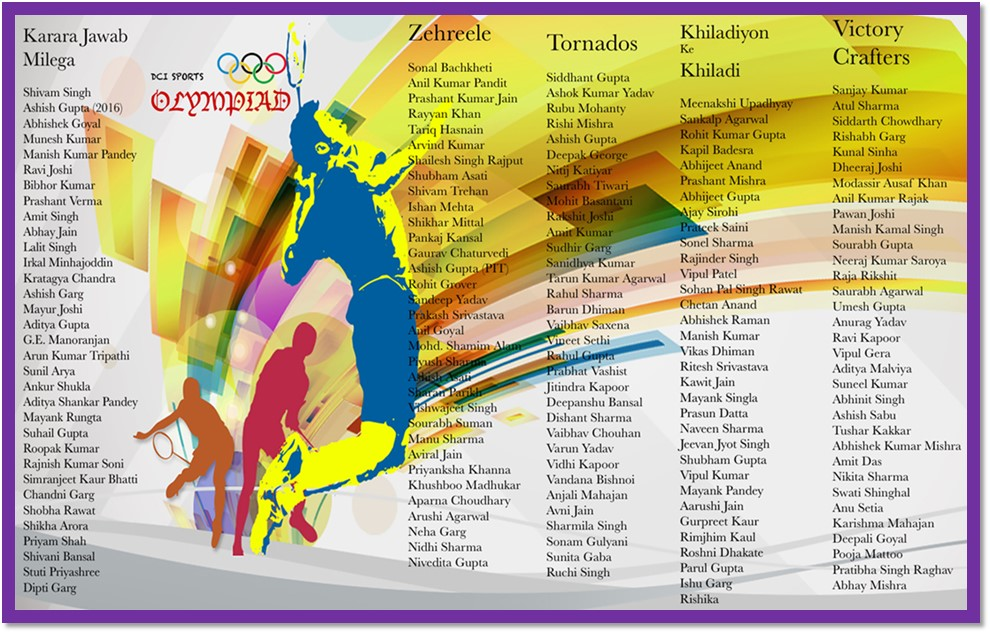 Karara Jawab
Milega
Shivam Singh
Ashish Gupta (2016)
Abhishek Goyal
Munesh Kumar
Manish Kumar Pandey
Ravi Joshi
Bibhor Kumar
Prashant Verma
Amit Singh
Abhay Jain
Lalit Singh
Irkal Minhajoddin
Kratagya Chandra
Ashish Garg
Mayur Joshi
Aditya Gupta
G.E. Manoranjan
Arun Kumar Tripathi
Sunil Arya
Ankur Shukla
Aditya Shankar Pandey
Mayank Rungta
Suhail Gupta
Roopak Kumar
Rajnish Kumar Soni
Simranjeet Kaur Bhatti
Chandni Garg
Shobha Rawat
Shikha Arora
Priyam Shah
Shivani Bansal
Stuti Priyashree
Dipti Garg
DCI SPORTS
OLYMPIAD
Zehreele
Sonal Bachkheti
Anil Kumar Pandit
Prashant Kumar Jain
Rayyan Khan
Tariq Hasnain
Arvind Kumar
Shailesh Singh Rajput
Shubham Asati
Shivam Trehan
Ishan Mehta
Shikhar Mittal
Pankaj Kansal
Gaurav Chaturvedi
Ashish Gupta (PIT)
Rohit Grover
Sandeep Yadav
Prakash Srivastava
Anil Goyal
Mohd. Shamim Alam
Piyush Sharma
Ashish Asati
Sharan Parikh
Vishwajeet Singh
Sourabh Suman
Manu Sharma
Aviral Jain
Priyanksha Khanna
Khushboo Madhukar
Aparna Choudhary
Arushi Agarwal
Neha Garg
Nidhi Sharma
Nivedita Gupta
Tornados
Siddhant Gupta
Ashok Kumar Yadav
Rubu Mohanty
Rishi Mishra
Ashish Gupta
Deepak George
Nitij Katiyar
Saurabh Tiwari
Mohit Basantani
Rakshit Joshi
Amit Kumar
Sudhir Garg
Sanidhya Kumar
Tarun Kumar Agarwal
Rahul Sharma
Barun Dhiman
Vaibhav Saxena
Vineet Sethi
Rahul Gupta
Prabhat Vashist
Jitindra Kapoor
Deepanshu Bansal
Dishant Sharma
Vaibhav Chouhan
Varun Yadav
Vidhi Kapoor
Vandana Bishnoi
Anjali Mahajan
Avni Jain
Sharmila Singh
Sonam Gulyani
Sunita Gaba
Ruchi Singh
Khiladiyon
Ke
Khiladi
Meenakshi Upadhyay
Sankalp Agarwal
Rohit Kumar Gupta
Kapil Badesra
Abhijeet Anand
Prashant Mishra
Abhijeet Gupta
Ajay Sirohi
Prateek Saini
Sonel Sharma
Rajinder Singh
Vipul Patel
Sohan Pal Singh Rawat
Chetan Anand
Abhishek Raman
Manish Kumar
Vikas Dhiman
Ritesh Srivastava
Kawit Jain
Mayank Singla
Prasun Datta
Naveen Sharma
Jeevan Jyot Singh
Shubham Gupta
Vipul Kumar
Mayank Pandey
Aarushi Jain
Gurpreet Kaur
Rimjhim Kaul
Roshni Dhakate
Parul Gupta
Ishu Garg
Rishika
Victory
Crafters
Sanjay Kumar
Atul Sharma
Siddarth Chowdhary
Rishabh Garg
Kunal Sinha
Dheeraj Joshi
Modassir Ausaf Khan
Anil Kumar Rajak
Pawan Joshi
Manish Kamal Singh
Sourabh Gupta
Neeraj Kumar Saroya
Raja Rikshit
Saurabh Agarwal
Umesh Gupta
Anurag Yadav
Ravi Kapoor
Vipul Gera
Aditya Malviya
Suneel Kumar
Abhinit Singh
Ashish Sabu
Tushar Kakkar
Abhishek Kumar Mishra
Amit Das
Nikita Sharma
Swati Shinghal
Anu Setia
Karishma Mahajan
Deepali Goyal
Pooja Mattoo
Pratibha Singh Raghav
Abhay Mishra